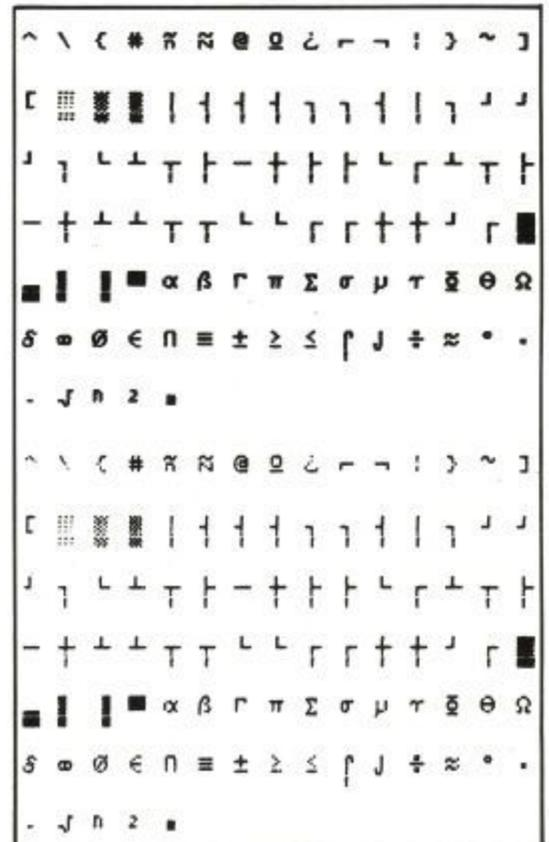 ^ \ { # ñ Ñ @ º ¿ ⌐ ¬ ¦ } ~ ]
[ ░ ▒ ▓ │ ┤ ┤ ┤ ┐ ┐ ┤ │ ┐ ┘ ┘
┘ ┐ └ ┴ ┬ ├ ─ ┼ ├ ├ └ ┌ ┴ ┬ ├
─ ┼ ┴ ┴ ┬ ┬ └ └ ┌ ┌ ┼ ┼ ┘ ┌ █
▄ ▌ ▐ ▀ α β Γ π Σ σ μ τ Φ Θ Ω
δ ∞ Ø ∈ ∩ ≡ ± ≥ ≤ ⌠ ⌡ ÷ ≈ ° ∙
· √ ⁿ ² ■
^ \ { # ñ Ñ @ º ¿ ⌐ ¬ ¦ } ~ ]
[ ░ ▒ ▓ │ ┤ ┤ ┤ ┐ ┐ ┤ │ ┐ ┘ ┘
┘ ┐ └ ┴ ┬ ├ ─ ┼ ├ ├ └ ┌ ┴ ┬ ├
─ ┼ ┴ ┴ ┬ ┬ └ └ ┌ ┌ ┼ ┼ ┘ ┌ █
▄ ▌ ▐ ▀ α β Γ π Σ σ μ τ Φ Θ Ω
δ ∞ Ø ∈ ∩ ≡ ± ≥ ≤ ⌠ ⌡ ÷ ≈ ° ∙
· √ ⁿ ² ■